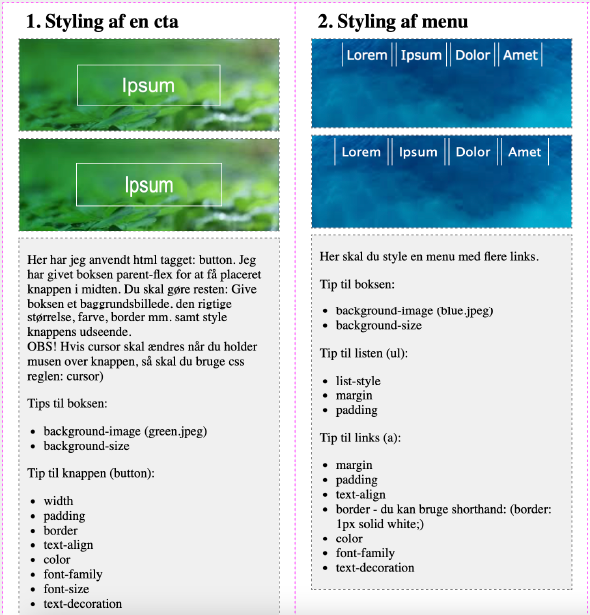 1. Styling af en cta
Ipsum
Ipsum
Her har jeg anvendt html tagget: button. Jeg
har givet boksen parent-flex for at få placeret
knappen i midten. Du skal gøre resten: Give
boksen et baggrundsbillede, den rigtige
størrelse, farve, border mm. samt style
knappens udseende.
OBS! Hvis cursor skal ændres når du holder
musen over knappen, så skal du bruge css
reglen: cursor)
Tips til boksen:
• background-image (green.jpeg)
• background-size
Tip til knappen (button):
• width
• padding
• border
• text-align
• color
• font-family
• font-size
• text-decoration
2. Styling af menu
Lorem Ipsum Dolor Amet
Lorem Ipsum Dolor Amet
Her skal du style en menu med flere links.
Tip til boksen:
• background-image (blue.jpeg)
• background-size
Tip til listen (ul):
• list-style
• margin
• padding
Tip til links (a):
• margin
• padding
• text-align
• border - du kan bruge shorthand: (border:
1px solid white;)
• color
• font-family
• text-decoration